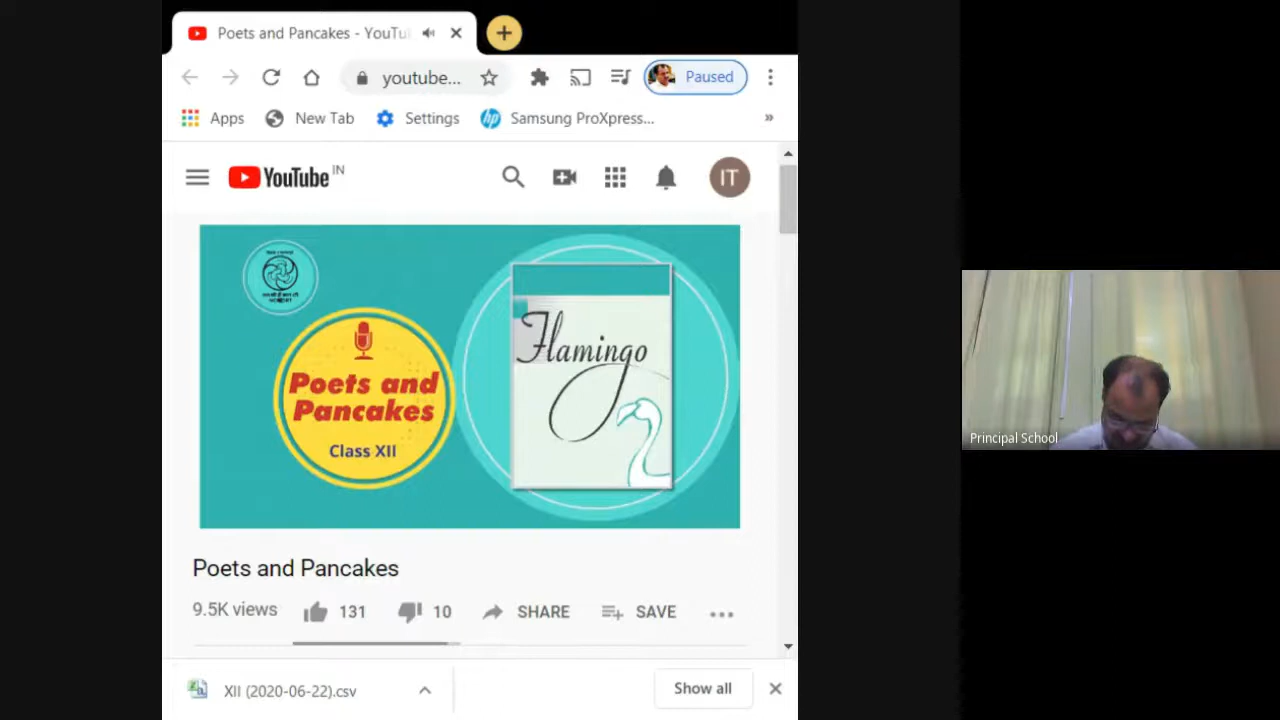 Poets and Pancakes - YouTu
Paused
youtube...
Apps
New Tab
Settings
Samsung ProXpress...
YouTube IN
IT
Flamingo
Poets and
Pancakes
Class XII
Principal School
Poets and Pancakes
9.5K views
131
10
SHARE
SAVE
XII (2020-06-22).csv
Show all